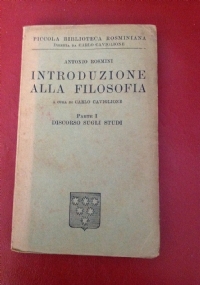 PICCOLA BIBLIOTECA ROSMINIANA
DIRETTA DA CARLO CAVIGLIONE
ANTONIO ROSMINI
INTRODUZIONE
ALLA FILOSOFIA
A CURA DI CARLO CAVIGLIONE
PARTE I
DISCORSO SUGLI STUDI